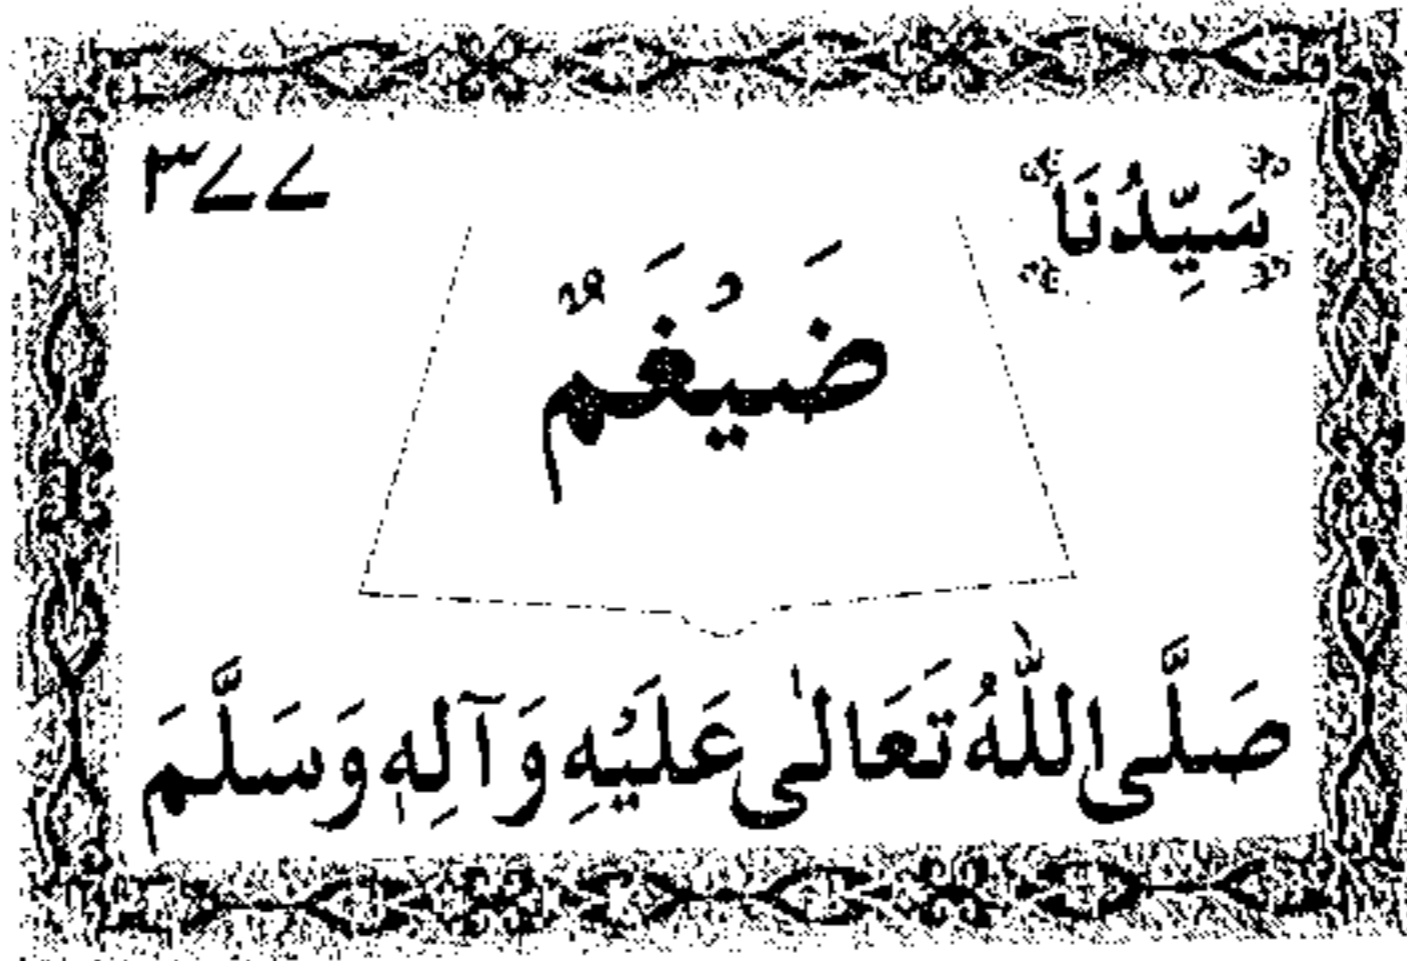 سَيِّدُنَا
۳۷۷
ضَيْغَمٌ
صَلَّی اللّٰهُ تَعَالٰی عَلَيْهِ وَآلِهٖ وَسَلَّمَ